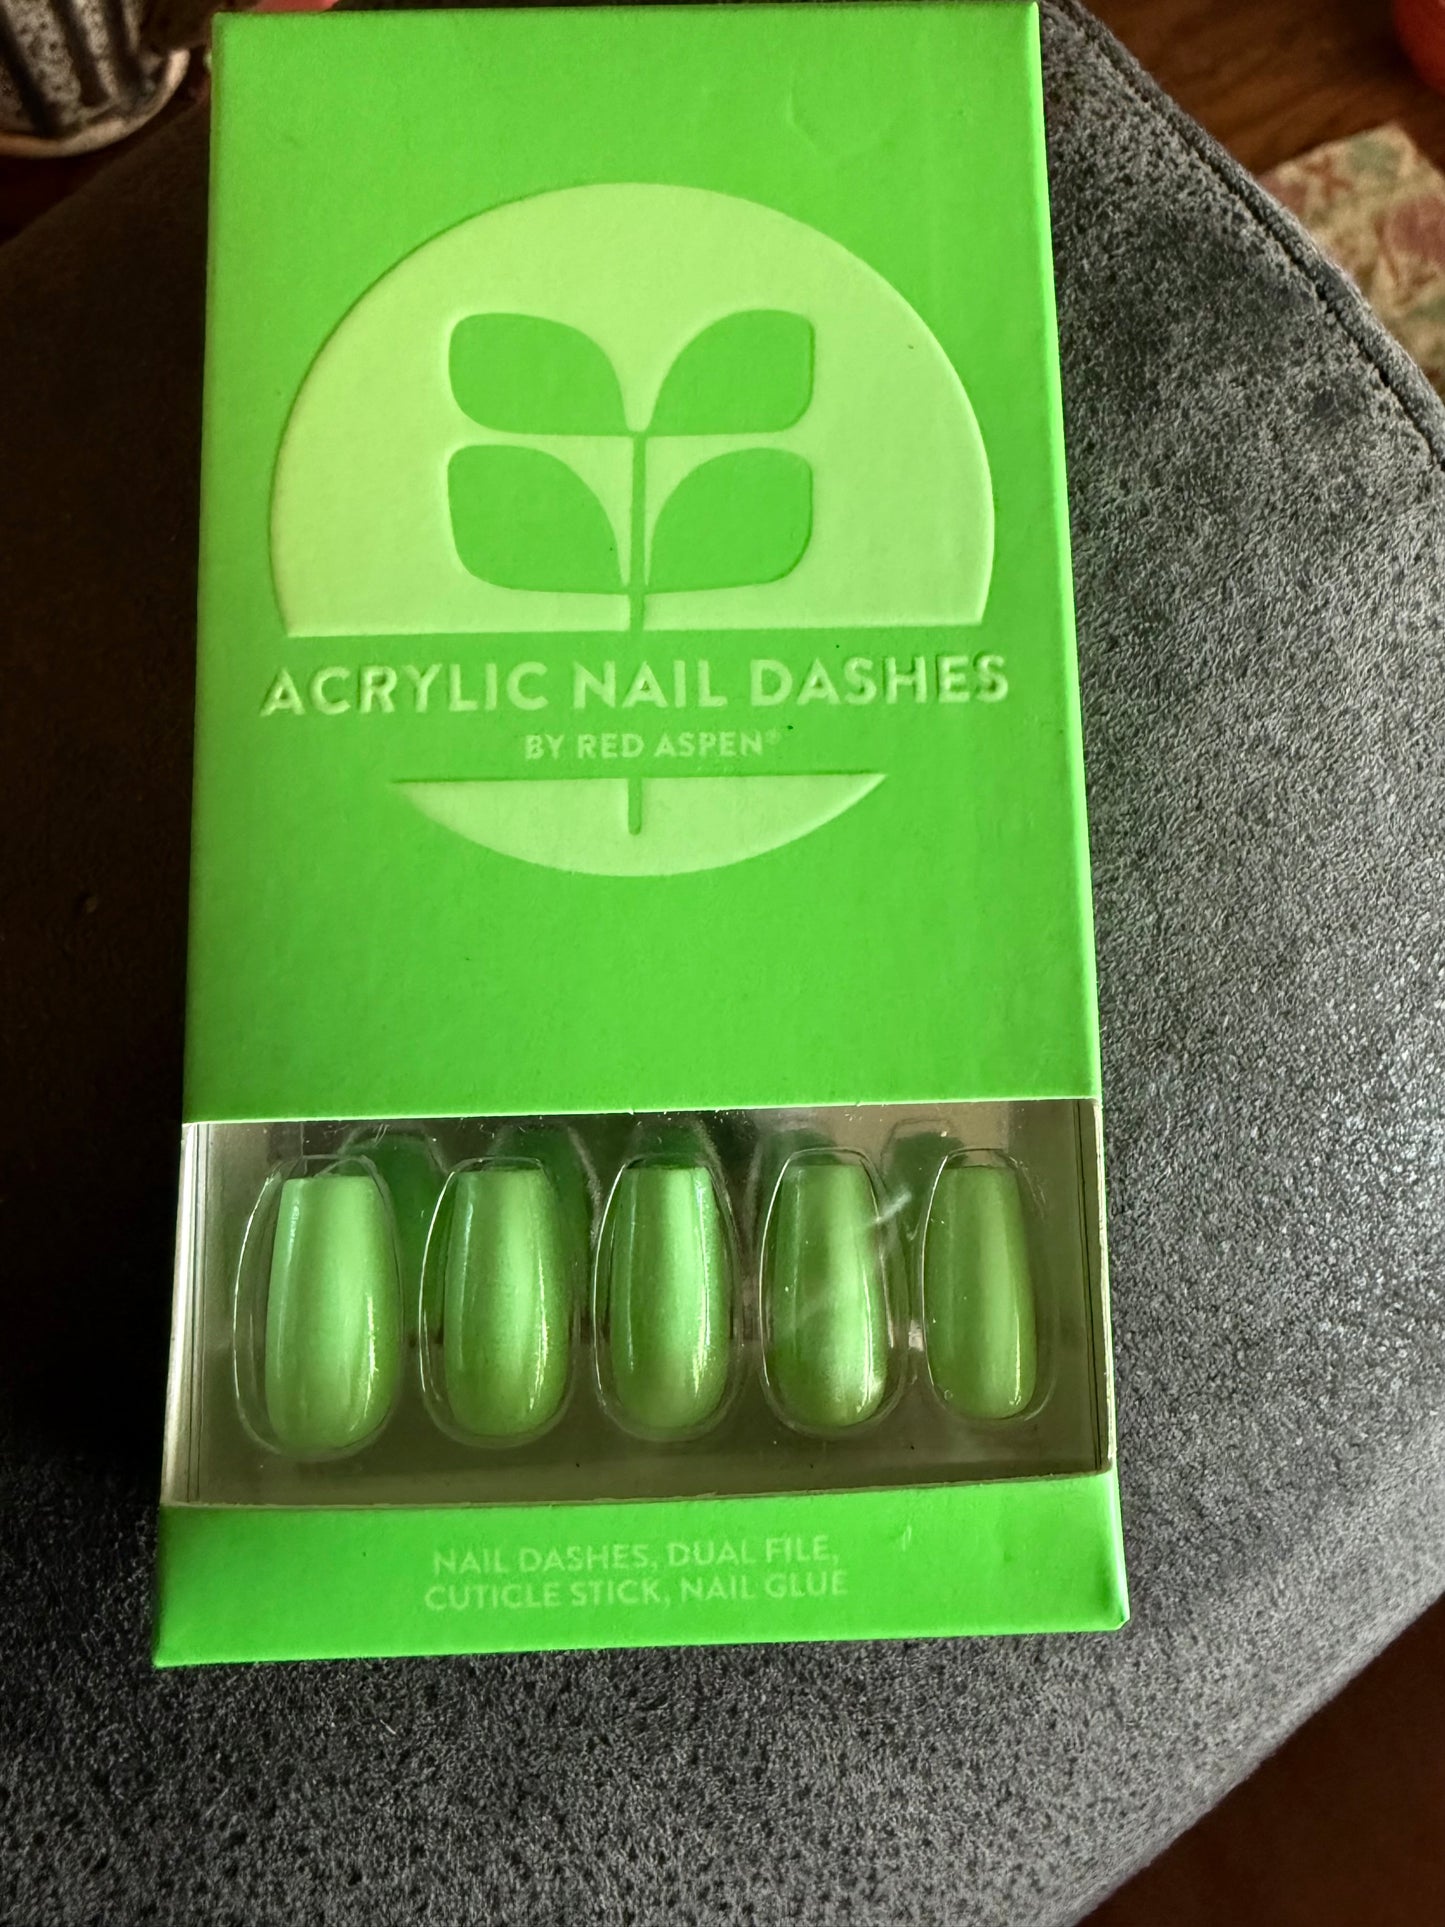 ACRYLIC NAIL DASHES
BY RED ASPEN®
NAIL DASHES, DUAL FILE,
CUTICLE STICK, NAIL GLUE